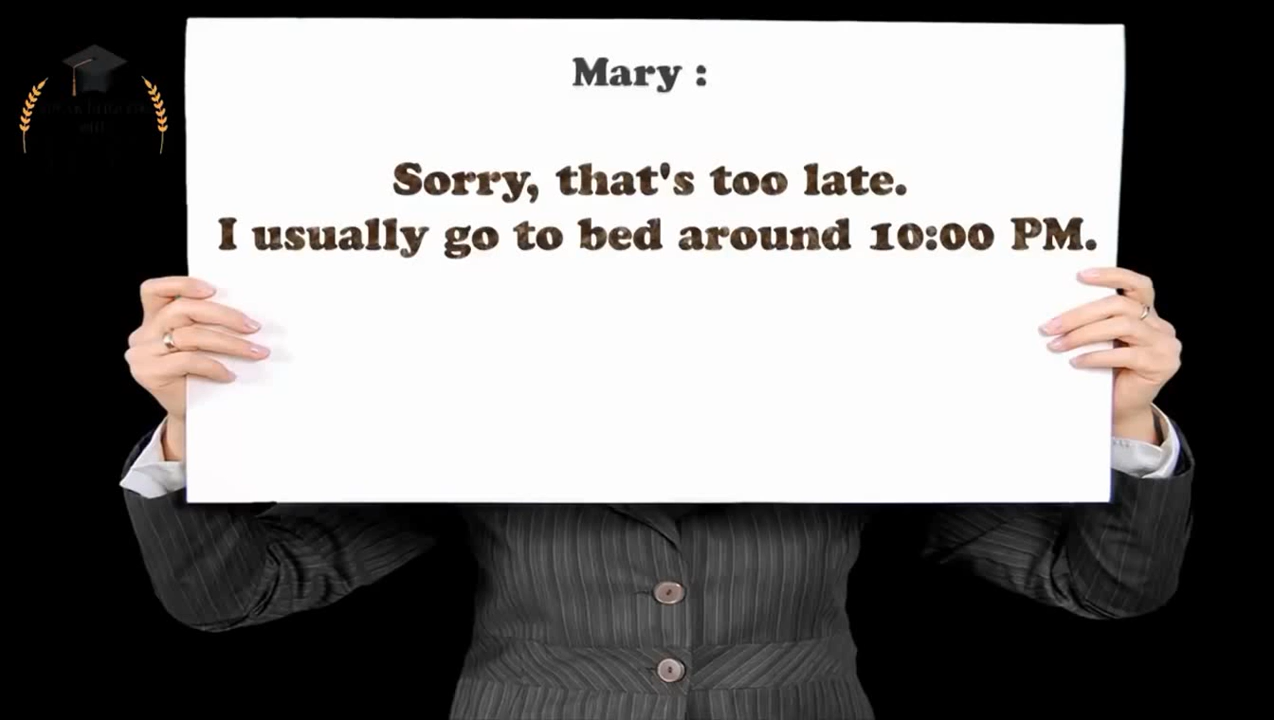 Mary :
Sorry, that's too late.
I usually go to bed around 10:00 PM.